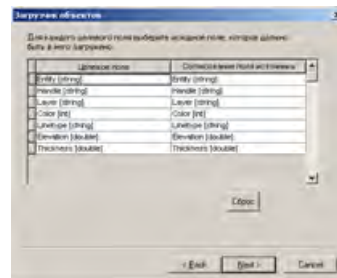 Загрузчик объектов
Для каждого целевого поля выберите исходное поле, которое должно
быть в него загружено.
Целевое поле Согласование поля источника
Entity [string] Entity [string]
Handle [string] Handle [string]
Layer [string] Layer [string]
Color [int] Color [int]
Linetype [string] Linetype [string]
Elevation [double] Elevation [double]
Thickness [double] Thickness [double]
Сброс
< Back Next > Cancel